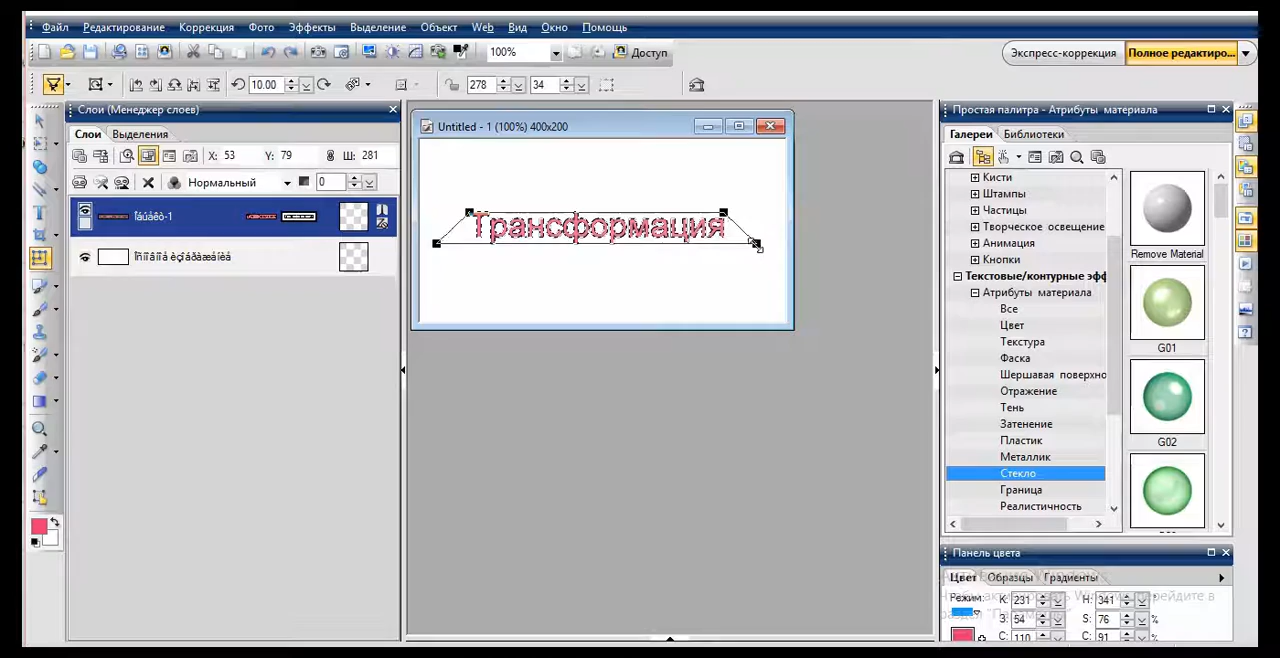 Файл Редактирование Коррекция Фото Эффекты Выделение Объект Web Вид Окно Помощь
100% Доступ Экспресс-коррекция Полное редактиро...
10.00 278 34
Слои (Менеджер слоев)
Слои Выделения
X: 53 Y: 79 Ш: 281
Нормальный 0
Îáúåêò-1
Untitled - 1 (100%) 400x200
Трансформация
Простая палитра - Атрибуты материала
Галереи Библиотеки
Кисти
Штампы
Частицы
Творческое освещение
Анимация
Кнопки
Текстовые/контурные эфф
Атрибуты материала
Все
Цвет
Текстура
Фаска
Шершавая поверхно
Отражение
Тень
Затенение
Пластик
Металлик
Стекло
Граница
Реалистичность
Remove Material
G01
G02
Панель цвета
Цвет Образцы Градиенты
Режим: К: 231 H: 341 °
З: 54 S: 76 %
С: 110 С: 91 %